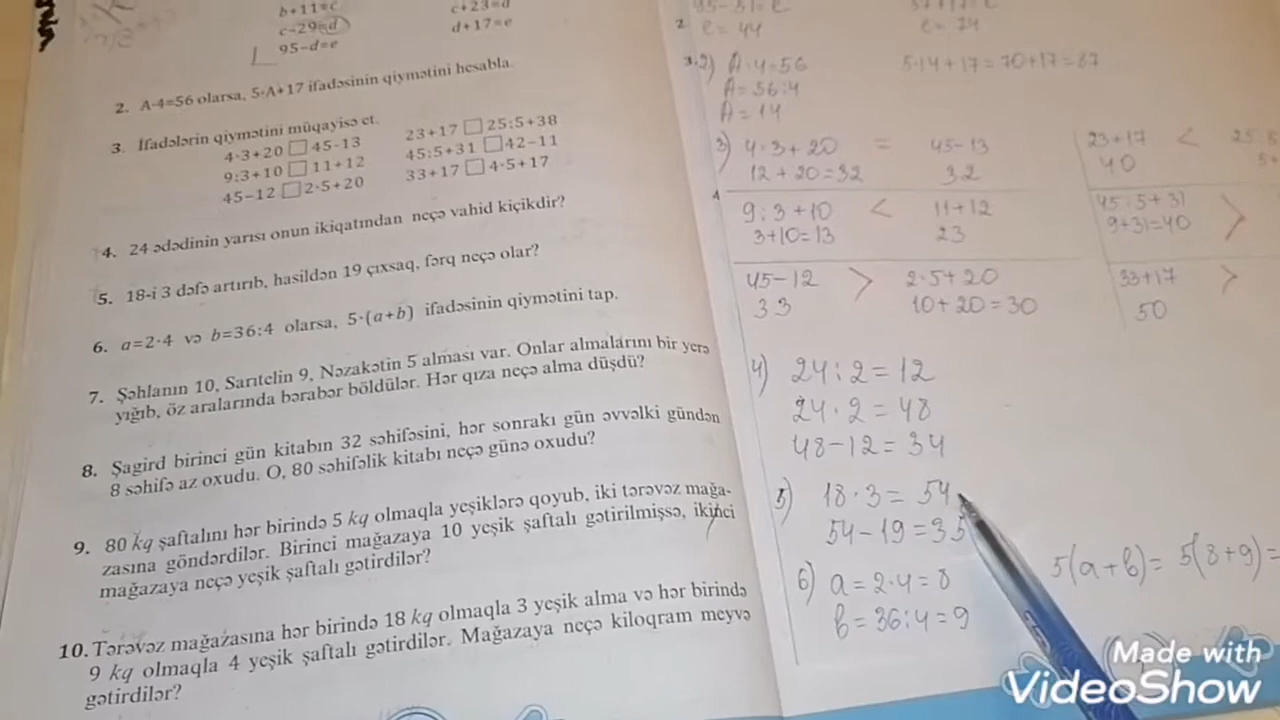 b+11=c
c+23=d
c-29=d
d+17=e
95-d=e
2. A·4=56 olarsa, 5·A+17 ifadəsinin qiymətini hesabla.
3. İfadələrin qiymətini müqayisə et.
4·3+20 □ 45-13
23+17 □ 25:5+38
9:3+10 □ 11+12
45:5+31 □ 42-11
45-12 □ 2·5+20
33+17 □ 4·5+17
4. 24 ədədinin yarısı onun ikiqatından neçə vahid kiçikdir?
5. 18-i 3 dəfə artırıb, hasildən 19 çıxsaq, fərq neçə olar?
6. a=2·4 və b=36:4 olarsa, 5·(a+b) ifadəsinin qiymətini tap.
7. Şəhlanın 10, Sarıtelin 9, Nəzakətin 5 alması var. Onlar almalarını bir yerə
yığıb, öz aralarında bərabər böldülər. Hər qıza neçə alma düşdü?
8. Şagird birinci gün kitabın 32 səhifəsini, hər sonrakı gün əvvəlki gündən
8 səhifə az oxudu. O, 80 səhifəlik kitabı neçə günə oxudu?
9. 80 kq şaftalını hər birində 5 kq olmaqla yeşiklərə qoyub, iki tərəvəz mağa-
zasına göndərdilər. Birinci mağazaya 10 yeşik şaftalı gətirilmişsə, ikinci
mağazaya neçə yeşik şaftalı gətirdilər?
10. Tərəvəz mağazasına hər birində 18 kq olmaqla 3 yeşik alma və hər birində
9 kq olmaqla 4 yeşik şaftalı gətirdilər. Mağazaya neçə kiloqram meyvə
gətirdilər?
2 e=44
e=74
2) A·4=56
5·14+17=70+17=87
A=56:4
A=14
3) 4·3+20 = 45-13
12+20=32 32
23+17 <
40
9:3+10 < 11+12
3+10=13 23
45:5+31 >
9+31=40
45-12 > 2·5+20
33 10+20=30
33+17 >
50
4) 24:2=12
24·2=48
48-12=34
5) 18·3=54
54-19=35
6) a=2·4=8
b=36:4=9
5(a+b)=5(8+9)=
Made with
VideoShow